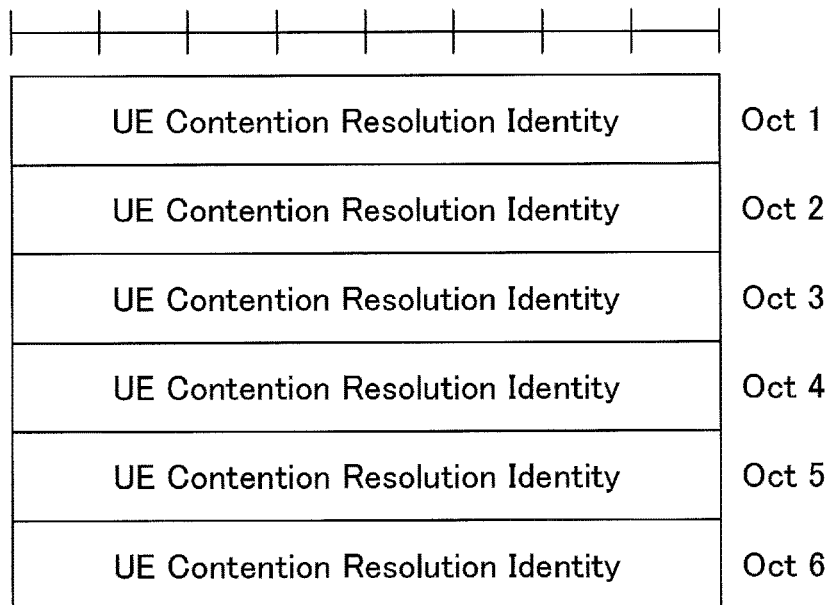 UE Contention Resolution Identity Oct 1
UE Contention Resolution Identity Oct 2
UE Contention Resolution Identity Oct 3
UE Contention Resolution Identity Oct 4
UE Contention Resolution Identity Oct 5
UE Contention Resolution Identity Oct 6